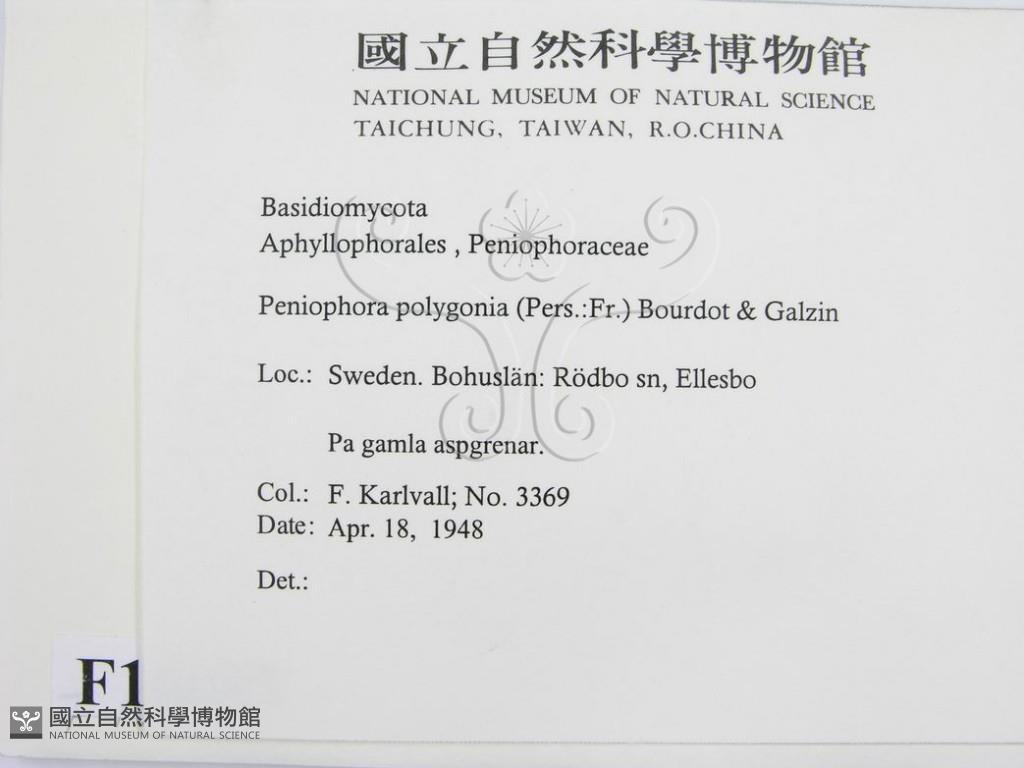 國立自然科學博物館
NATIONAL MUSEUM OF NATURAL SCIENCE
TAICHUNG, TAIWAN, R.O.CHINA
Basidiomycota
Aphyllophorales , Peniophoraceae
Peniophora polygonia (Pers.:Fr.) Bourdot & Galzin
Loc.: Sweden. Bohuslän: Rödbo sn, Ellesbo
Pa gamla aspgrenar.
Col.: F. Karlvall; No. 3369
Date: Apr. 18, 1948
Det.:
F1
國立自然科學博物館
NATIONAL MUSEUM OF NATURAL SCIENCE